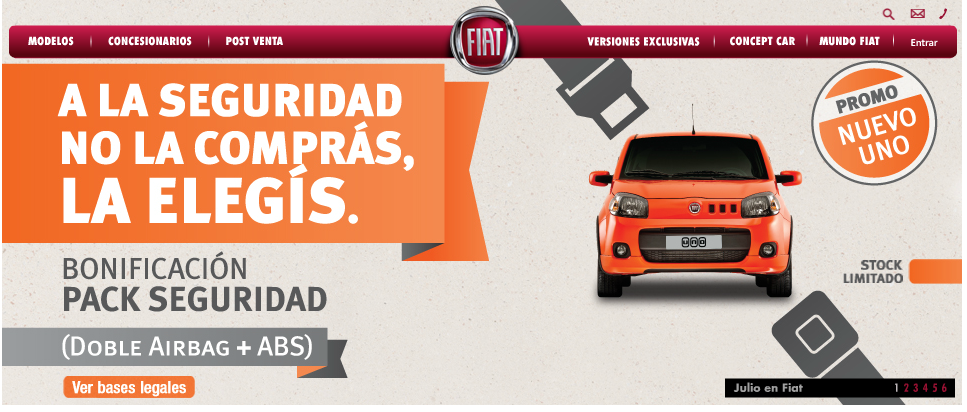 MODELOS
CONCESIONARIOS
POST VENTA
FIAT
VERSIONES EXCLUSIVAS
CONCEPT CAR
MUNDO FIAT
Entrar
A LA SEGURIDAD
NO LA COMPRÁS,
LA ELEGÍS.
PROMO
NUEVO
UNO
uno
BONIFICACIÓN
PACK SEGURIDAD
STOCK
LIMITADO
(DOBLE AIRBAG + ABS)
Ver bases legales
Julio en Fiat
1 2 3 4 5 6